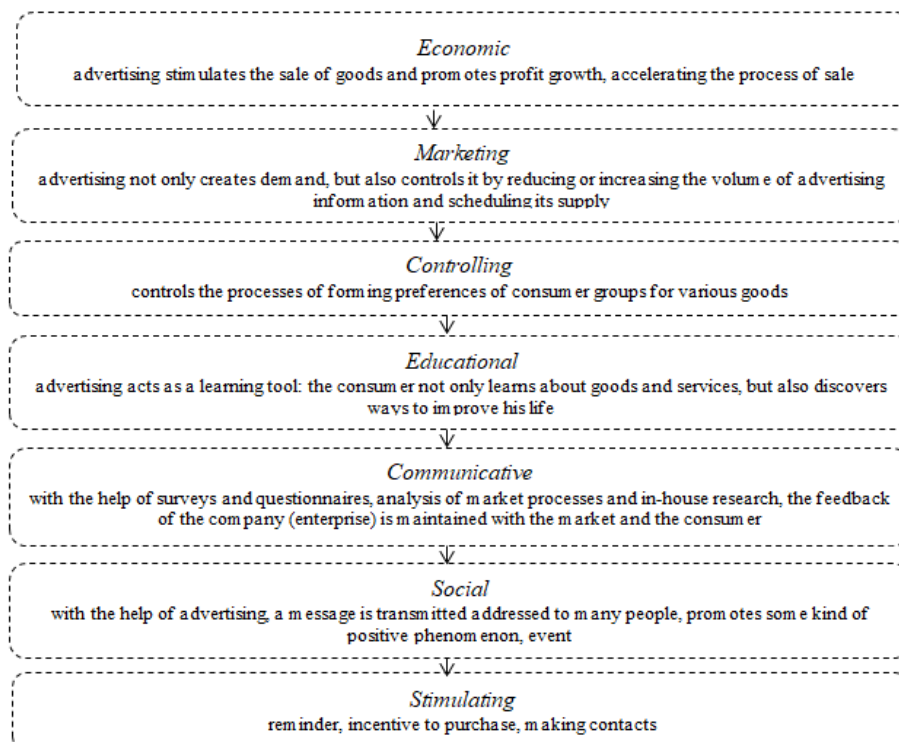 Economic
advertising stimulates the sale of goods and promotes profit growth, accelerating the process of sale
Marketing
advertising not only creates demand, but also controls it by reducing or increasing the volume of advertising
information and scheduling its supply
Controlling
controls the processes of forming preferences of consumer groups for various goods
Educational
advertising acts as a learning tool: the consumer not only learns about goods and services, but also discovers
ways to improve his life
Communicative
with the help of surveys and questionnaires, analysis of market processes and in-house research, the feedback
of the company (enterprise) is maintained with the market and the consumer
Social
with the help of advertising, a message is transmitted addressed to many people, promotes some kind of
positive phenomenon, event
Stimulating
reminder, incentive to purchase, making contacts